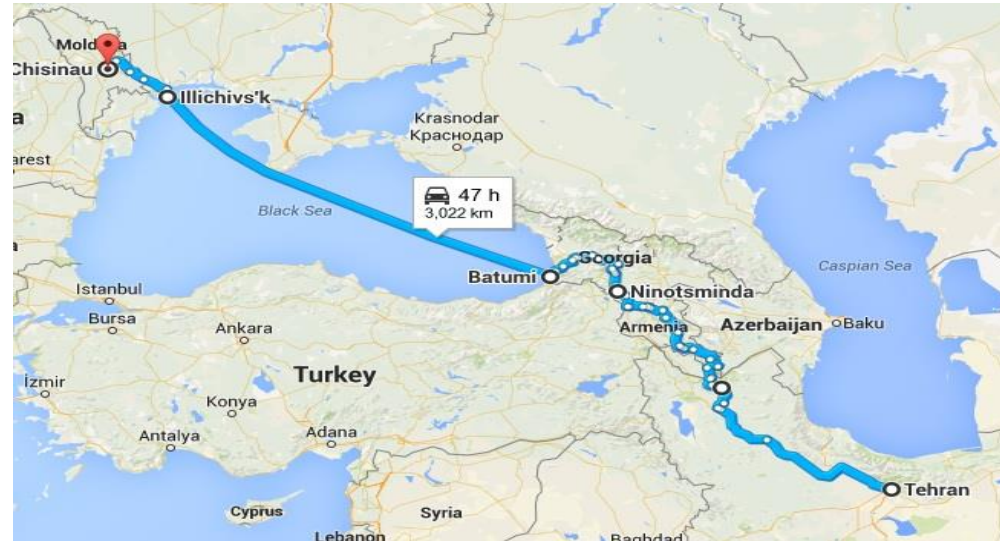 Moldova
Chisinau
Illichivs'k
a
Krasnodar
Краснодар
arest
47 h
3,022 km
Black Sea
Georgia
Batumi
Caspian Sea
Istanbul
Ninotsminda
Bursa
Ankara
Armenia
Azerbaijan
Baku
Turkey
İzmir
Konya
Antalya
Adana
Tehran
Cyprus
Syria
Lebanon
Baghdad